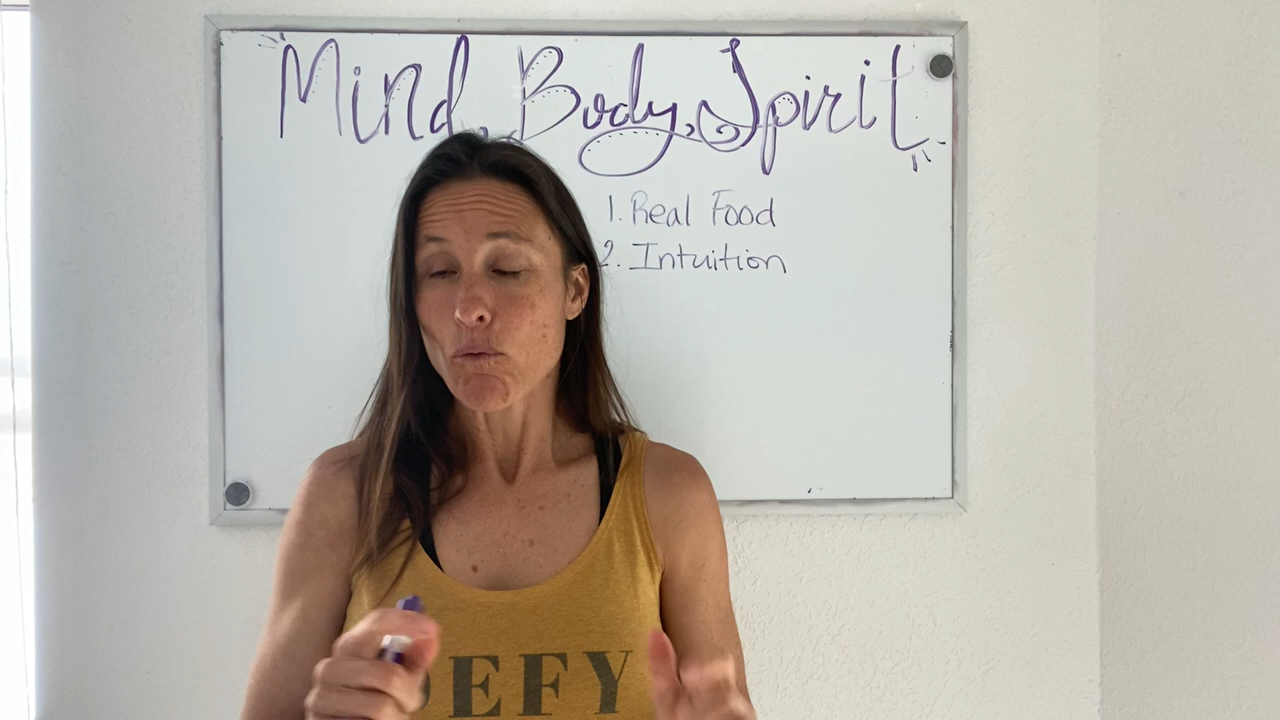 Mind, Body, Spirit
1. Real Food
2. Intuition
DEFY